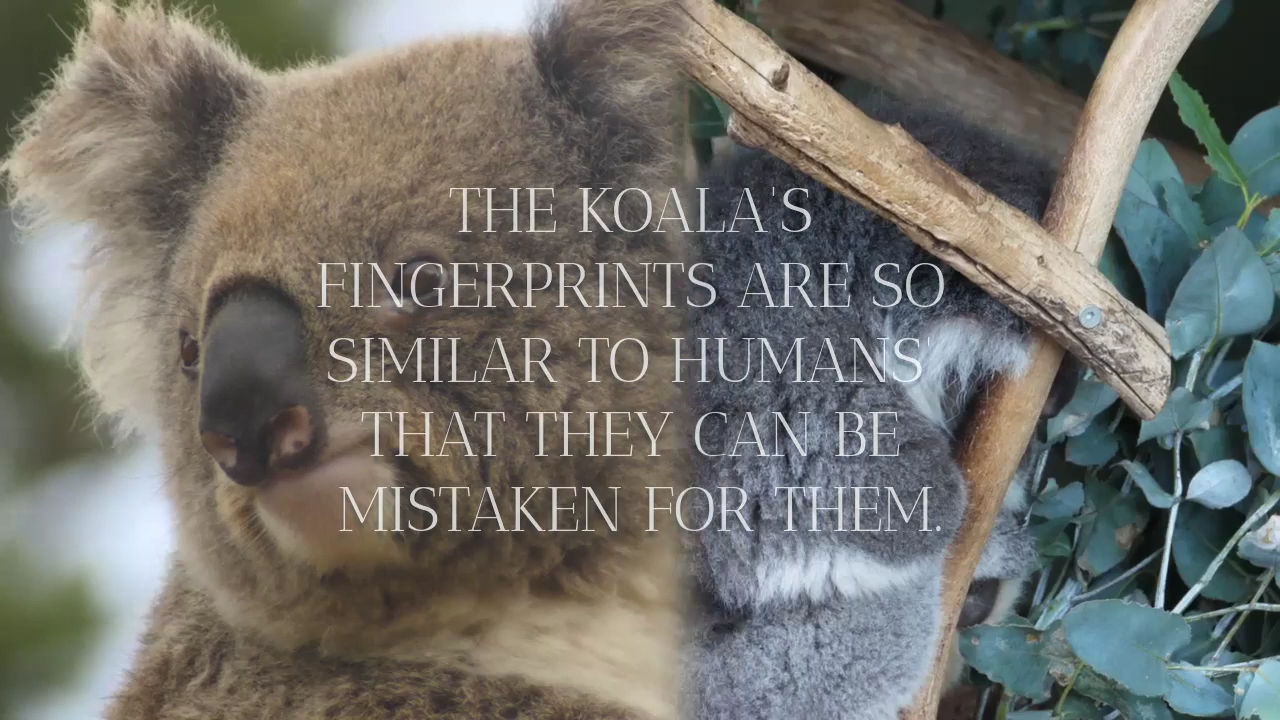 THE KOALA'S
FINGERPRINTS ARE SO
SIMILAR TO HUMANS'
THAT THEY CAN BE
MISTAKEN FOR THEM.